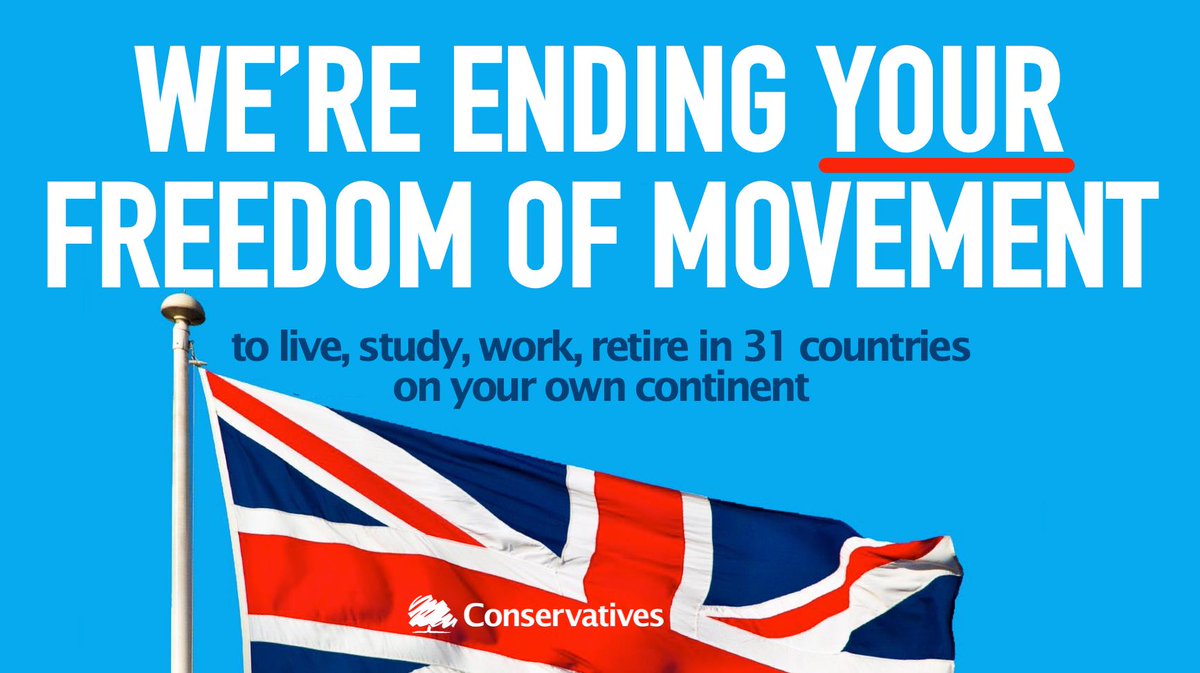 WE’RE ENDING YOUR
FREEDOM OF MOVEMENT
to live, study, work, retire in 31 countries
on your own continent
Conservatives